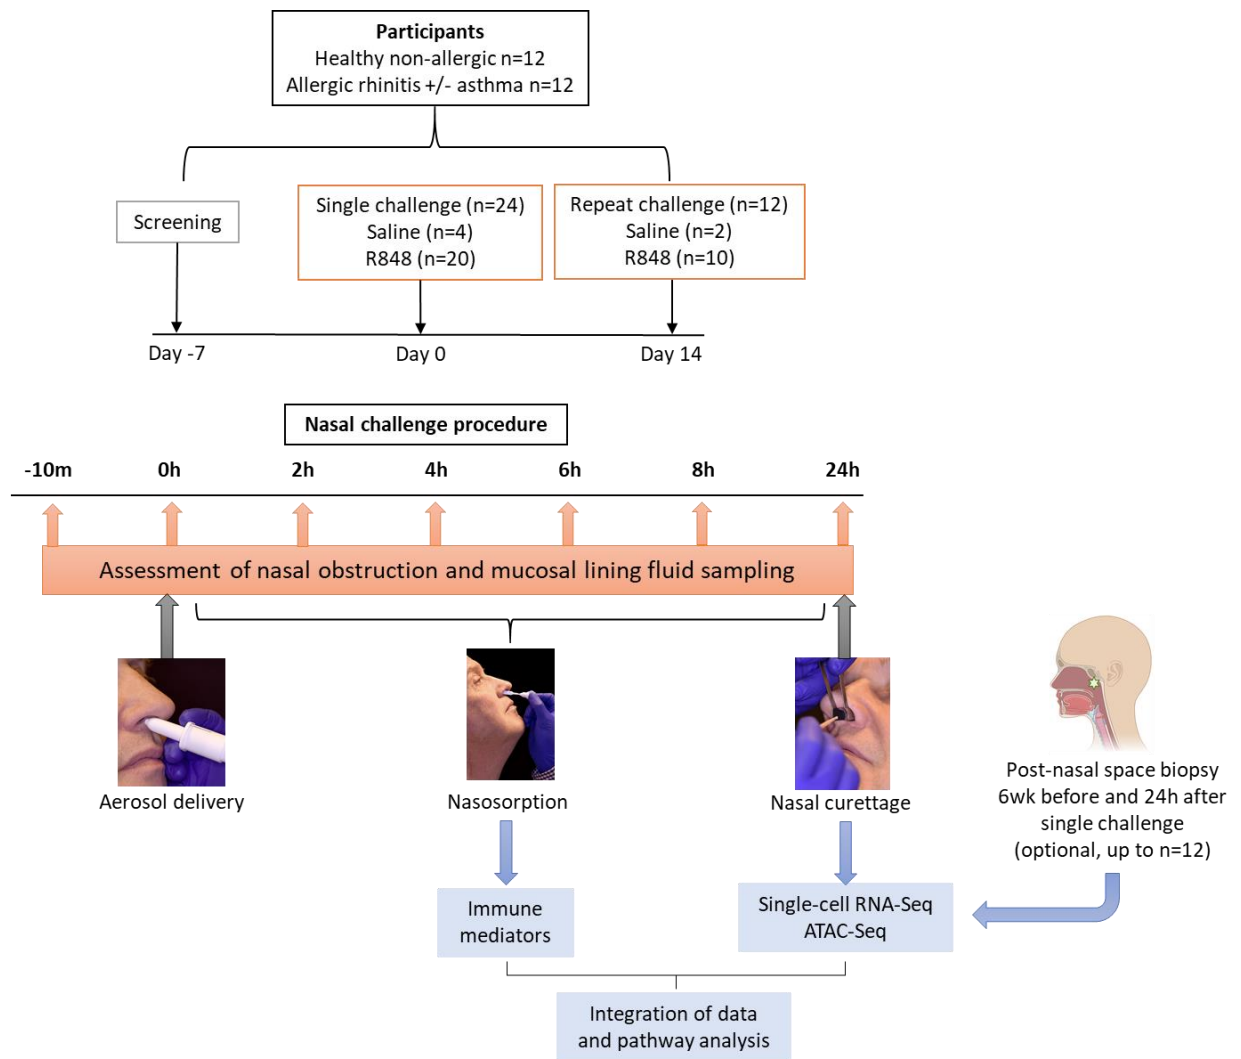 Participants
Healthy non-allergic n=12
Allergic rhinitis +/- asthma n=12
Screening
Single challenge (n=24)
Saline (n=4)
R848 (n=20)
Repeat challenge (n=12)
Saline (n=2)
R848 (n=10)
Day -7
Day 0
Day 14
Nasal challenge procedure
-10m
0h
2h
4h
6h
8h
24h
Assessment of nasal obstruction and mucosal lining fluid sampling
Aerosol delivery
Nasosorption
Nasal curettage
Post-nasal space biopsy
6wk before and 24h after
single challenge
(optional, up to n=12)
Immune
mediators
Single-cell RNA-Seq
ATAC-Seq
Integration of data
and pathway analysis